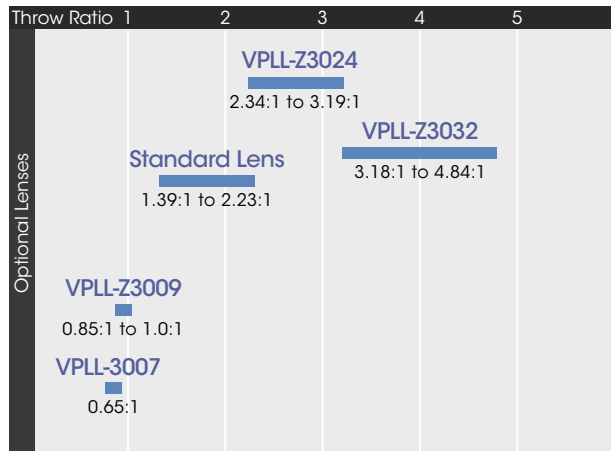 Throw Ratio 1 2 3 4 5
Optional Lenses
VPLL-Z3024
2.34:1 to 3.19:1
VPLL-Z3032
3.18:1 to 4.84:1
Standard Lens
1.39:1 to 2.23:1
VPLL-Z3009
0.85:1 to 1.0:1
VPLL-3007
0.65:1